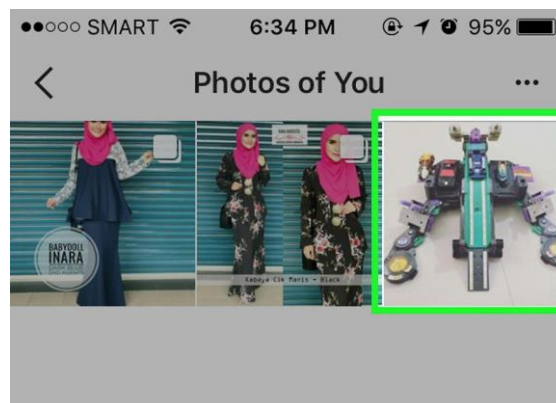 SMART 6:34 PM 95%
Photos of You
BABYDOLL
INARA
Kebaya Cik Manis - Black